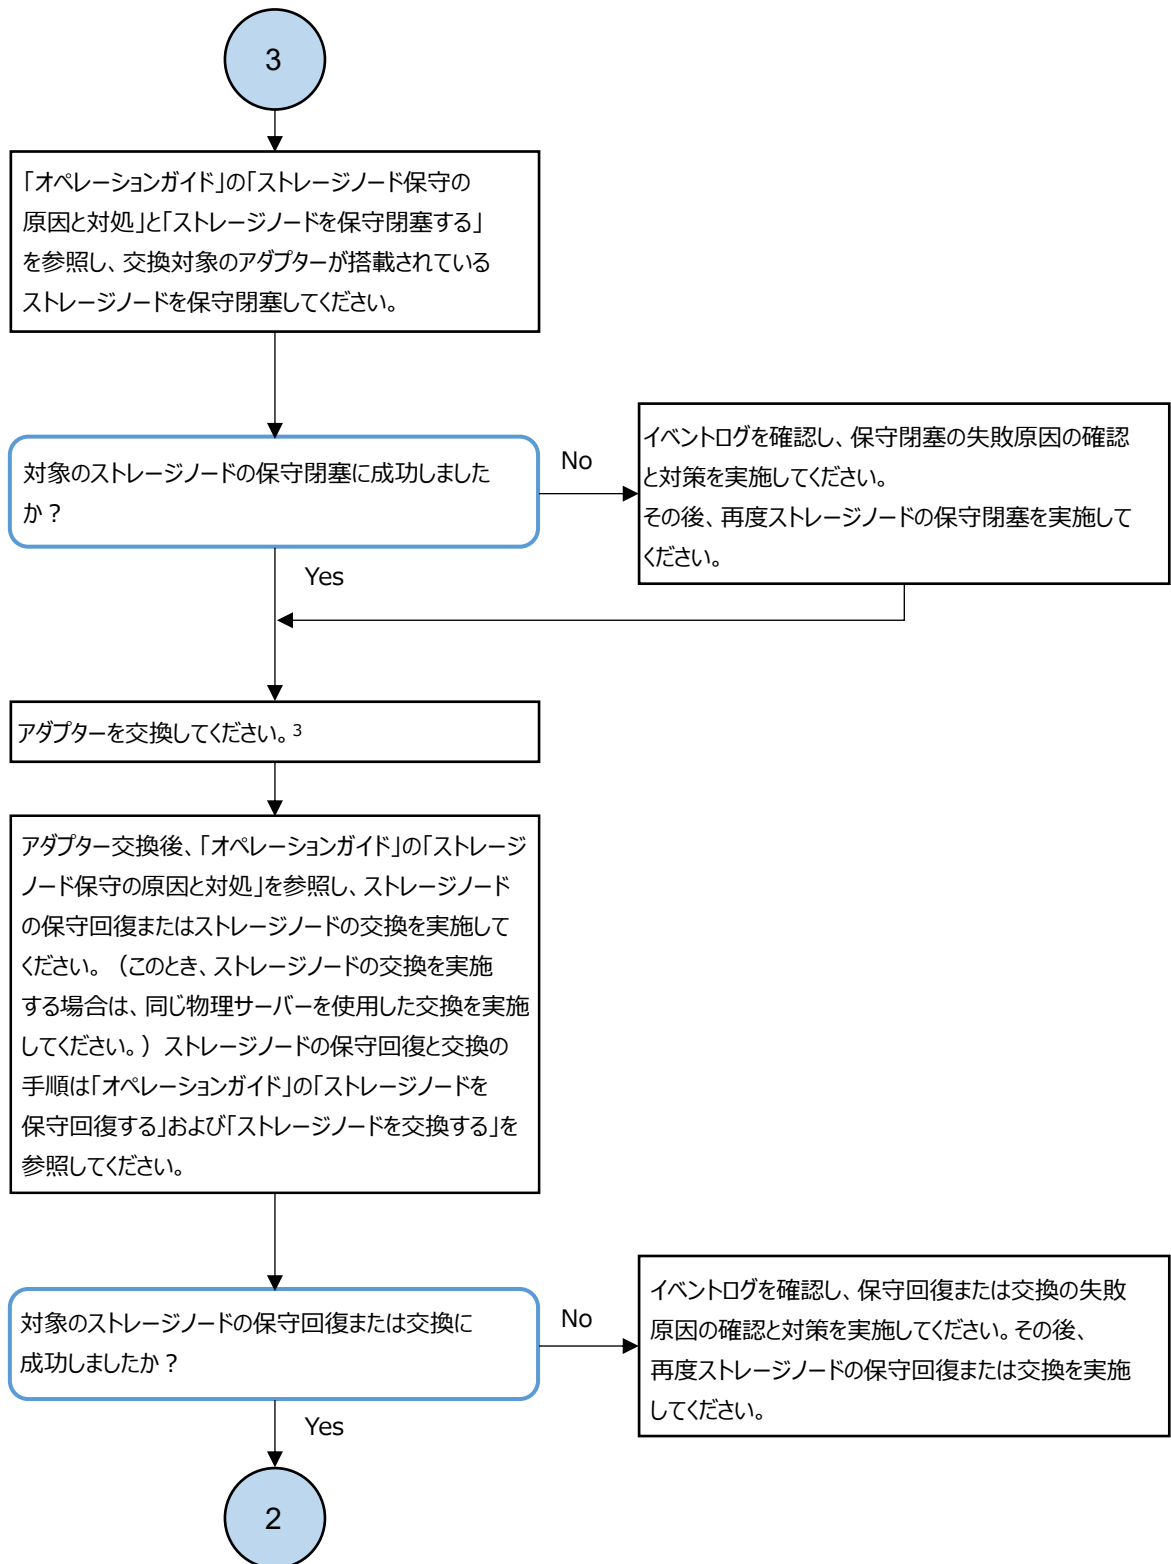 3
「オペレーションガイド」の「ストレージノード保守の
原因と対処」と「ストレージノードを保守閉塞する」
を参照し、交換対象のアダプターが搭載されている
ストレージノードを保守閉塞してください。
対象のストレージノードの保守閉塞に成功しました
か？
No
イベントログを確認し、保守閉塞の失敗原因の確認
と対策を実施してください。
その後、再度ストレージノードの保守閉塞を実施して
ください。
Yes
アダプターを交換してください。3
アダプター交換後、「オペレーションガイド」の「ストレージ
ノード保守の原因と対処」を参照し、ストレージノード
の保守回復またはストレージノードの交換を実施して
ください。（このとき、ストレージノードの交換を実施
する場合は、同じ物理サーバーを使用した交換を実施
してください。）ストレージノードの保守回復と交換の
手順は「オペレーションガイド」の「ストレージノードを
保守回復する」および「ストレージノードを交換する」を
参照してください。
対象のストレージノードの保守回復または交換に
成功しましたか？
No
イベントログを確認し、保守回復または交換の失敗
原因の確認と対策を実施してください。その後、
再度ストレージノードの保守回復または交換を実施
してください。
Yes
2